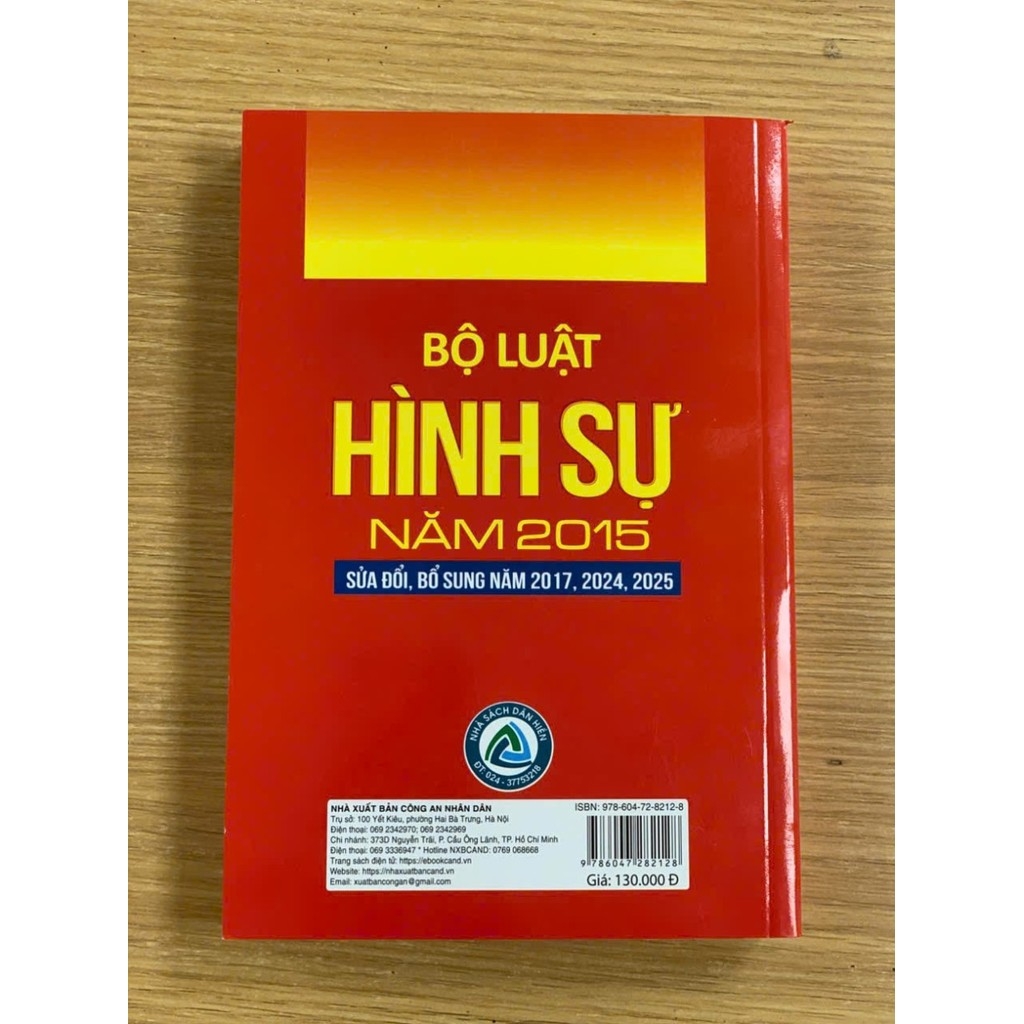 BỘ LUẬT
HÌNH SỰ
NĂM 2015
SỬA ĐỔI, BỔ SUNG NĂM 2017, 2024, 2025
NHÀ SÁCH DÂN HIỀN
ĐT: 024 - 37753218
NHÀ XUẤT BẢN CÔNG AN NHÂN DÂN
Trụ sở: 100 Yết Kiêu, phường Hai Bà Trưng, Hà Nội
Điện thoại: 069 2342970; 069 2342969
Chi nhánh: 373D Nguyễn Trãi, P. Cầu Ông Lãnh, TP. Hồ Chí Minh
Điện thoại: 069 3336947 * Hotline NXBCAND: 0769 068668
Trang sách điện tử: https://ebookcand.vn
Website: https://nhaxuatbancand.vn
Email: xuatbancongan@gmail.com
ISBN: 978-604-72-8212-8
9 786047 282128
Giá: 130.000 Đ